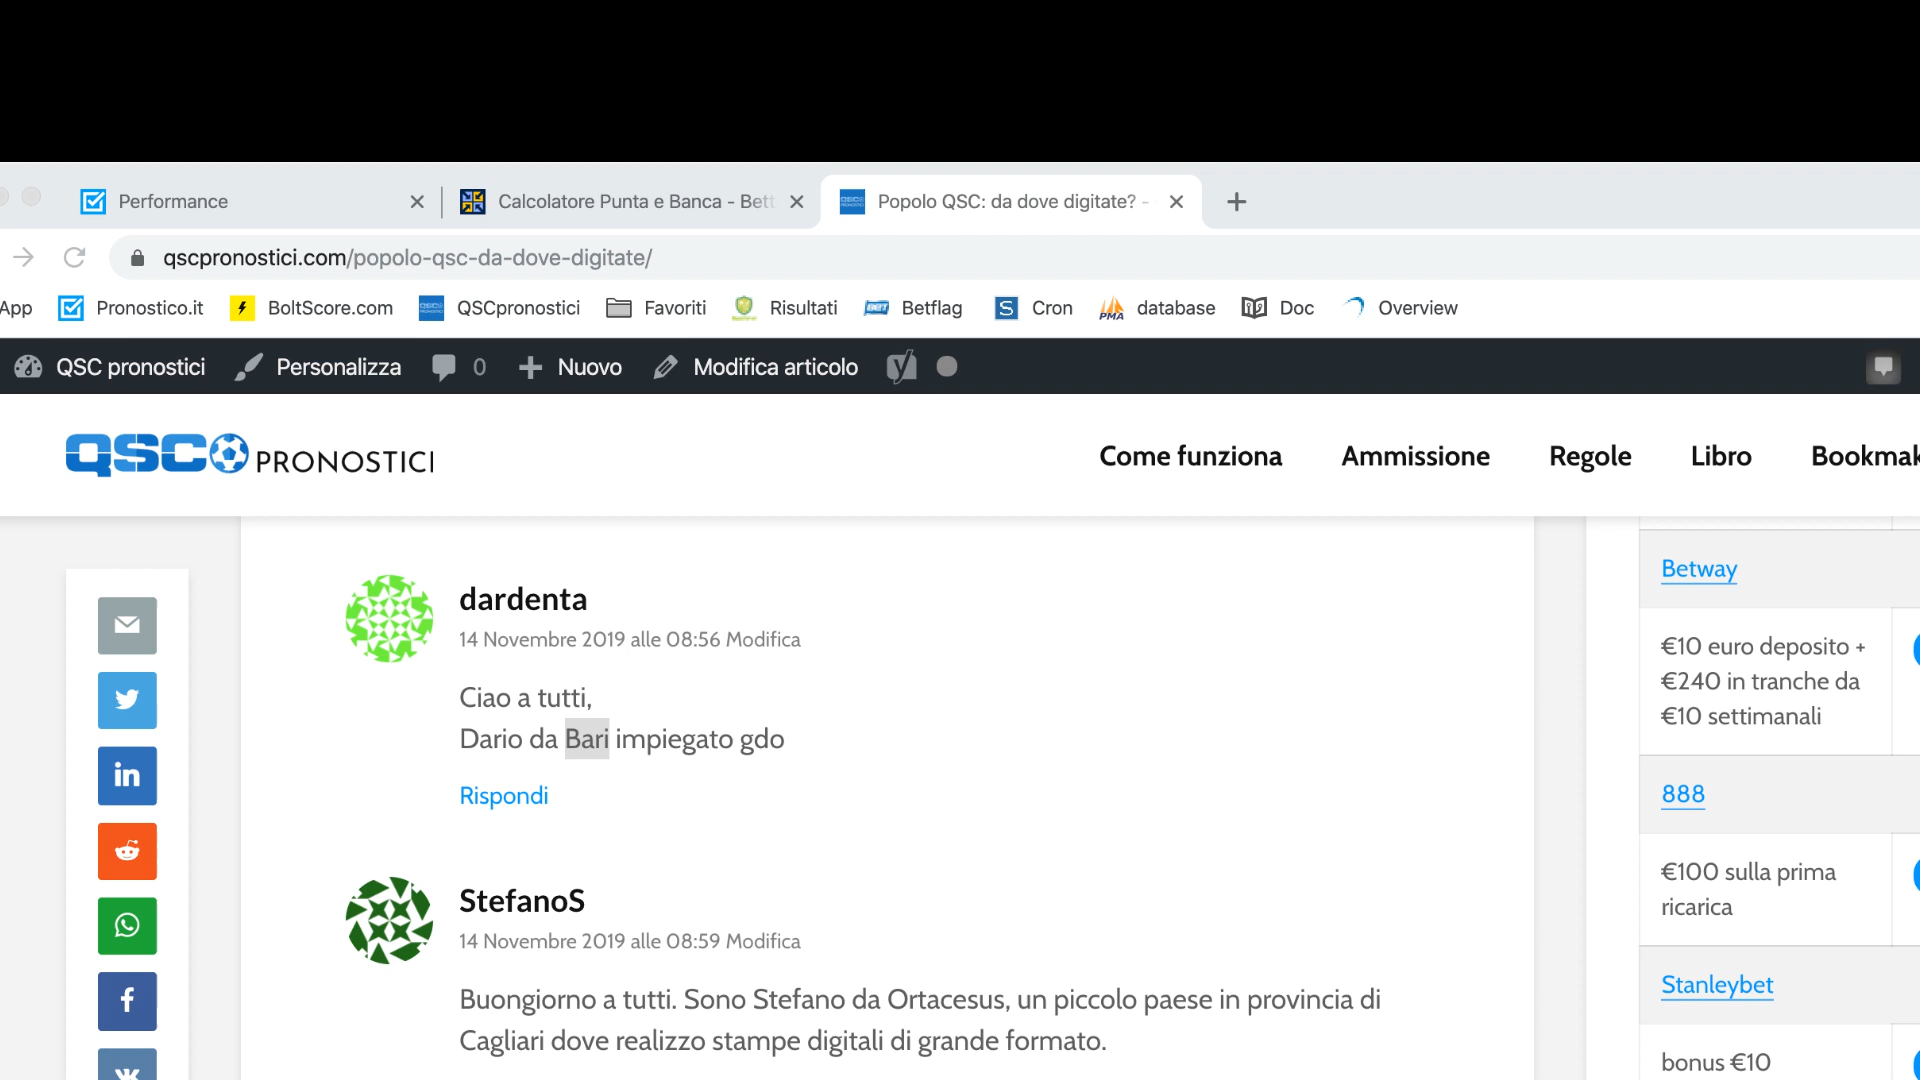 Performance
Calcolatore Punta e Banca - Bett
Popolo QSC: da dove digitate? -
qscpronostici.com/popolo-qsc-da-dove-digitate/
App Pronostico.it BoltScore.com QSCpronostici Favoriti Risultati Betflag Cron database Doc Overview
QSC pronostici Personalizza 0 Nuovo Modifica articolo
QSC PRONOSTICI
Come funziona Ammissione Regole Libro Bookmak
dardenta
14 Novembre 2019 alle 08:56 Modifica
Ciao a tutti,
Dario da Bari impiegato gdo
Rispondi
StefanoS
14 Novembre 2019 alle 08:59 Modifica
Buongiorno a tutti. Sono Stefano da Ortacesus, un piccolo paese in provincia di
Cagliari dove realizzo stampe digitali di grande formato.
Betway
€10 euro deposito +
€240 in tranche da
€10 settimanali
888
€100 sulla prima
ricarica
Stanleybet
bonus €10